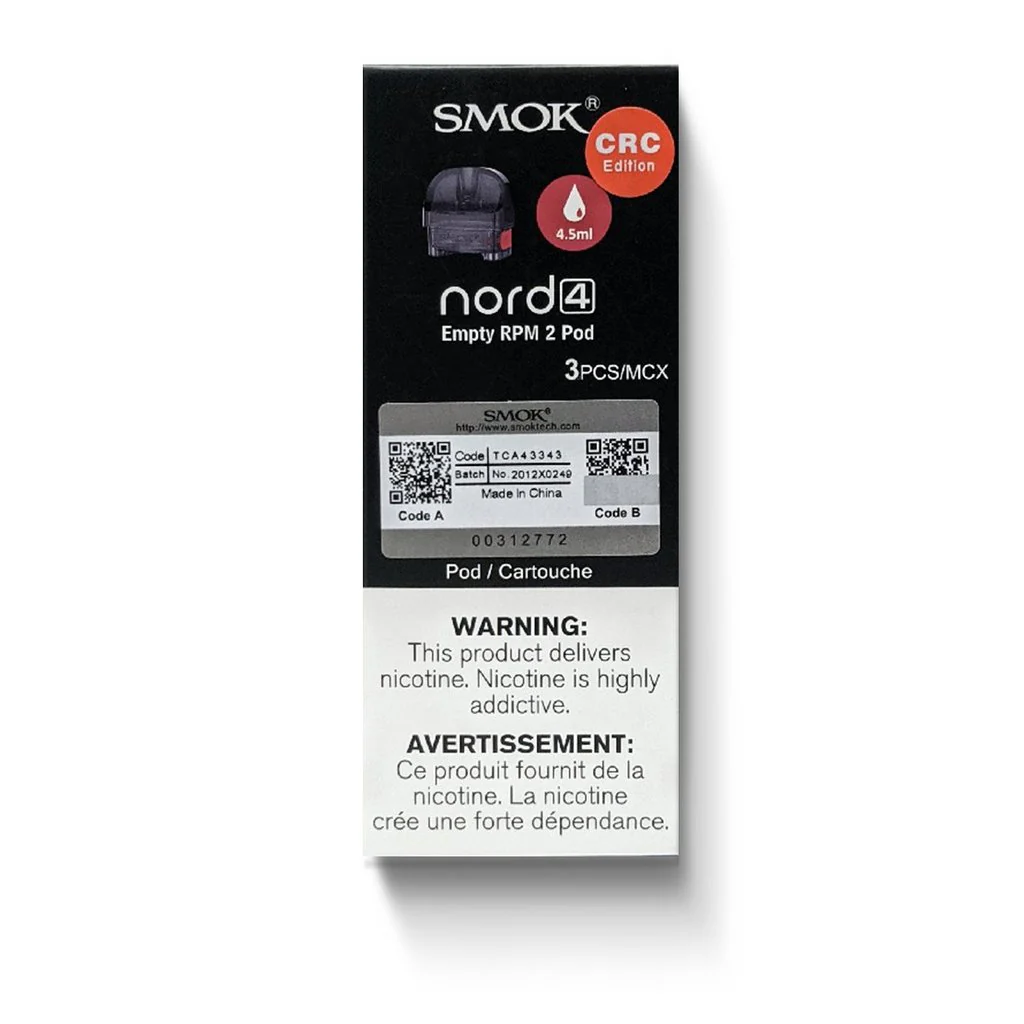 SMOK®
CRC
Edition
4.5ml
nord4
Empty RPM 2 Pod
3PCS/MCX
SMOK®
http://www.smoktech.com
Code TCA43343
Batch No.2012X0249
Made in China
Code A
Code B
00312772
Pod / Cartouche
WARNING:
This product delivers
nicotine. Nicotine is highly
addictive.
AVERTISSEMENT:
Ce produit fournit de la
nicotine. La nicotine
crée une forte dépendance.